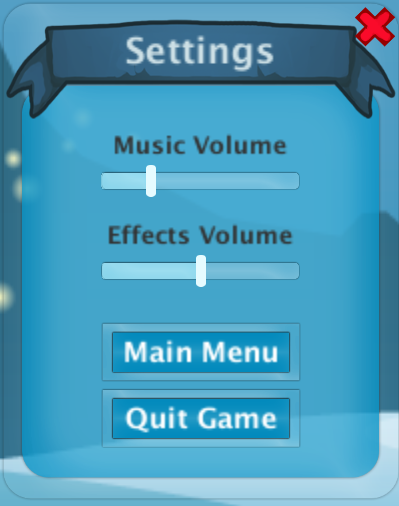 Settings
Music Volume
Effects Volume
Main Menu
Quit Game